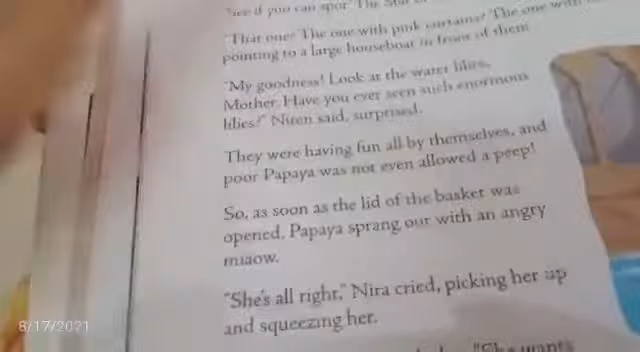 "See if you can spot The Star of
"That one? The one with pink curtains? The one with
pointing to a large houseboat in front of them
"My goodness! Look at the water lilies,
Mother. Have you ever seen such enormous
lilies?" Niren said, surprised.
They were having fun all by themselves, and
poor Papaya was not even allowed a peep!
So, as soon as the lid of the basket was
opened, Papaya sprang out with an angry
miaow.
"She's all right," Nira cried, picking her up
and squeezing her.
"She wants
8/17/2021